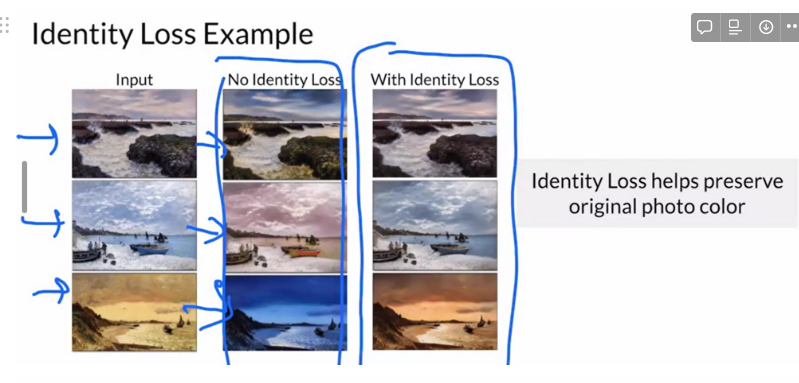 Identity Loss Example
Input
No Identity Loss
With Identity Loss
Identity Loss helps preserve
original photo color